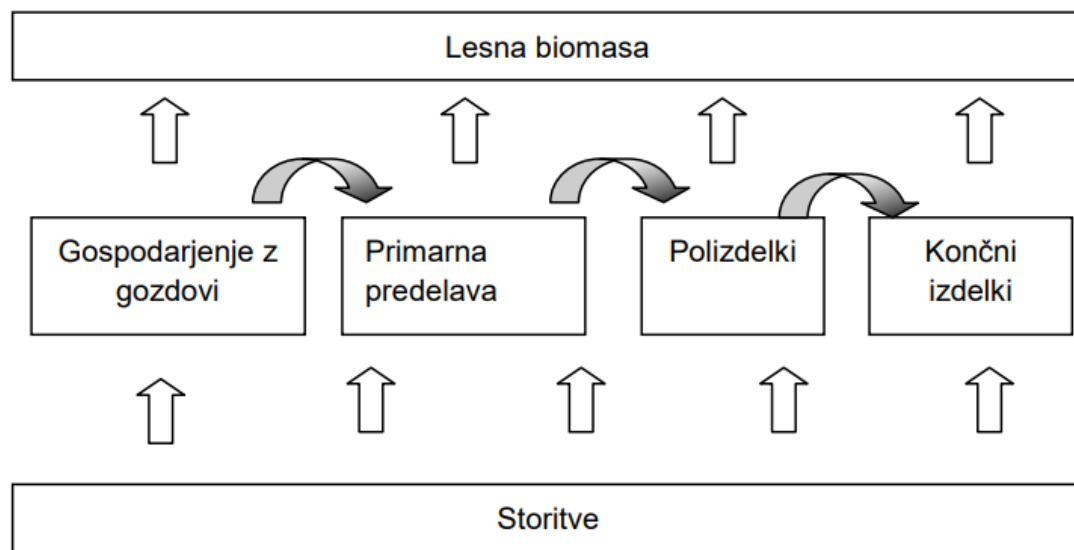 Lesna biomasa
Gospodarjenje z
gozdovi
Primarna
predelava
Polizdelki
Končni
izdelki
Storitve